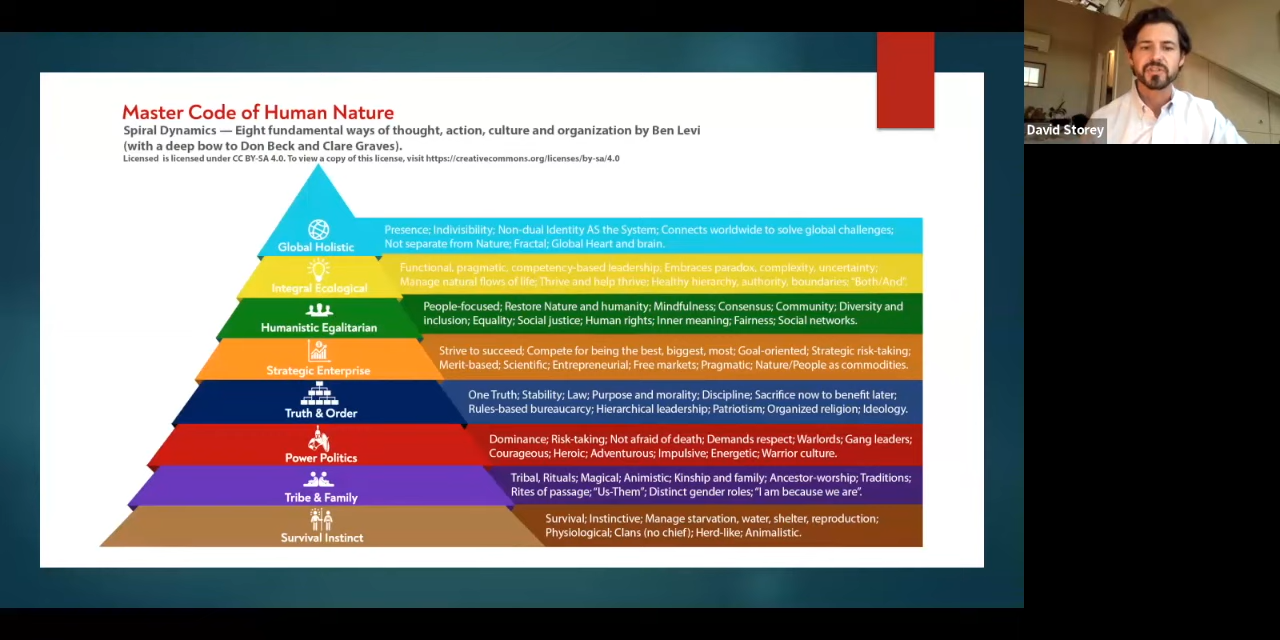 Master Code of Human Nature
Spiral Dynamics — Eight fundamental ways of thought, action, culture and organization by Ben Levi
(with a deep bow to Don Beck and Clare Graves).
Licensed is licensed under CC BY-SA 4.0. To view a copy of this license, visit https://creativecommons.org/licenses/by-sa/4.0
David Storey
Global Holistic
Presence; Indivisibility; Non-dual Identity AS the System; Connects worldwide to solve global challenges;
Not separate from Nature; Fractal; Global Heart and brain.
Integral Ecological
Functional, pragmatic, competency-based leadership; Embraces paradox, complexity, uncertainty;
Manage natural flows of life; Thrive and help thrive; Healthy hierarchy, authority, boundaries; "Both/And".
Humanistic Egalitarian
People-focused; Restore Nature and humanity; Mindfulness; Consensus; Community; Diversity and
inclusion; Equality; Social justice; Human rights; Inner meaning; Fairness; Social networks.
Strategic Enterprise
Strive to succeed; Compete for being the best, biggest, most; Goal-oriented; Strategic risk-taking;
Merit-based; Scientific; Entrepreneurial; Free markets; Pragmatic; Nature/People as commodities.
Truth & Order
One Truth; Stability; Law; Purpose and morality; Discipline; Sacrifice now to benefit later;
Rules-based bureaucarcy; Hierarchical leadership; Patriotism; Organized religion; Ideology.
Power Politics
Dominance; Risk-taking; Not afraid of death; Demands respect; Warlords; Gang leaders;
Courageous; Heroic; Adventurous; Impulsive; Energetic; Warrior culture.
Tribe & Family
Tribal, Rituals; Magical; Animistic; Kinship and family; Ancestor-worship; Traditions;
Rites of passage; "Us-Them"; Distinct gender roles; "I am because we are".
Survival Instinct
Survival; Instinctive; Manage starvation, water, shelter, reproduction;
Physiological; Clans (no chief); Herd-like; Animalistic.